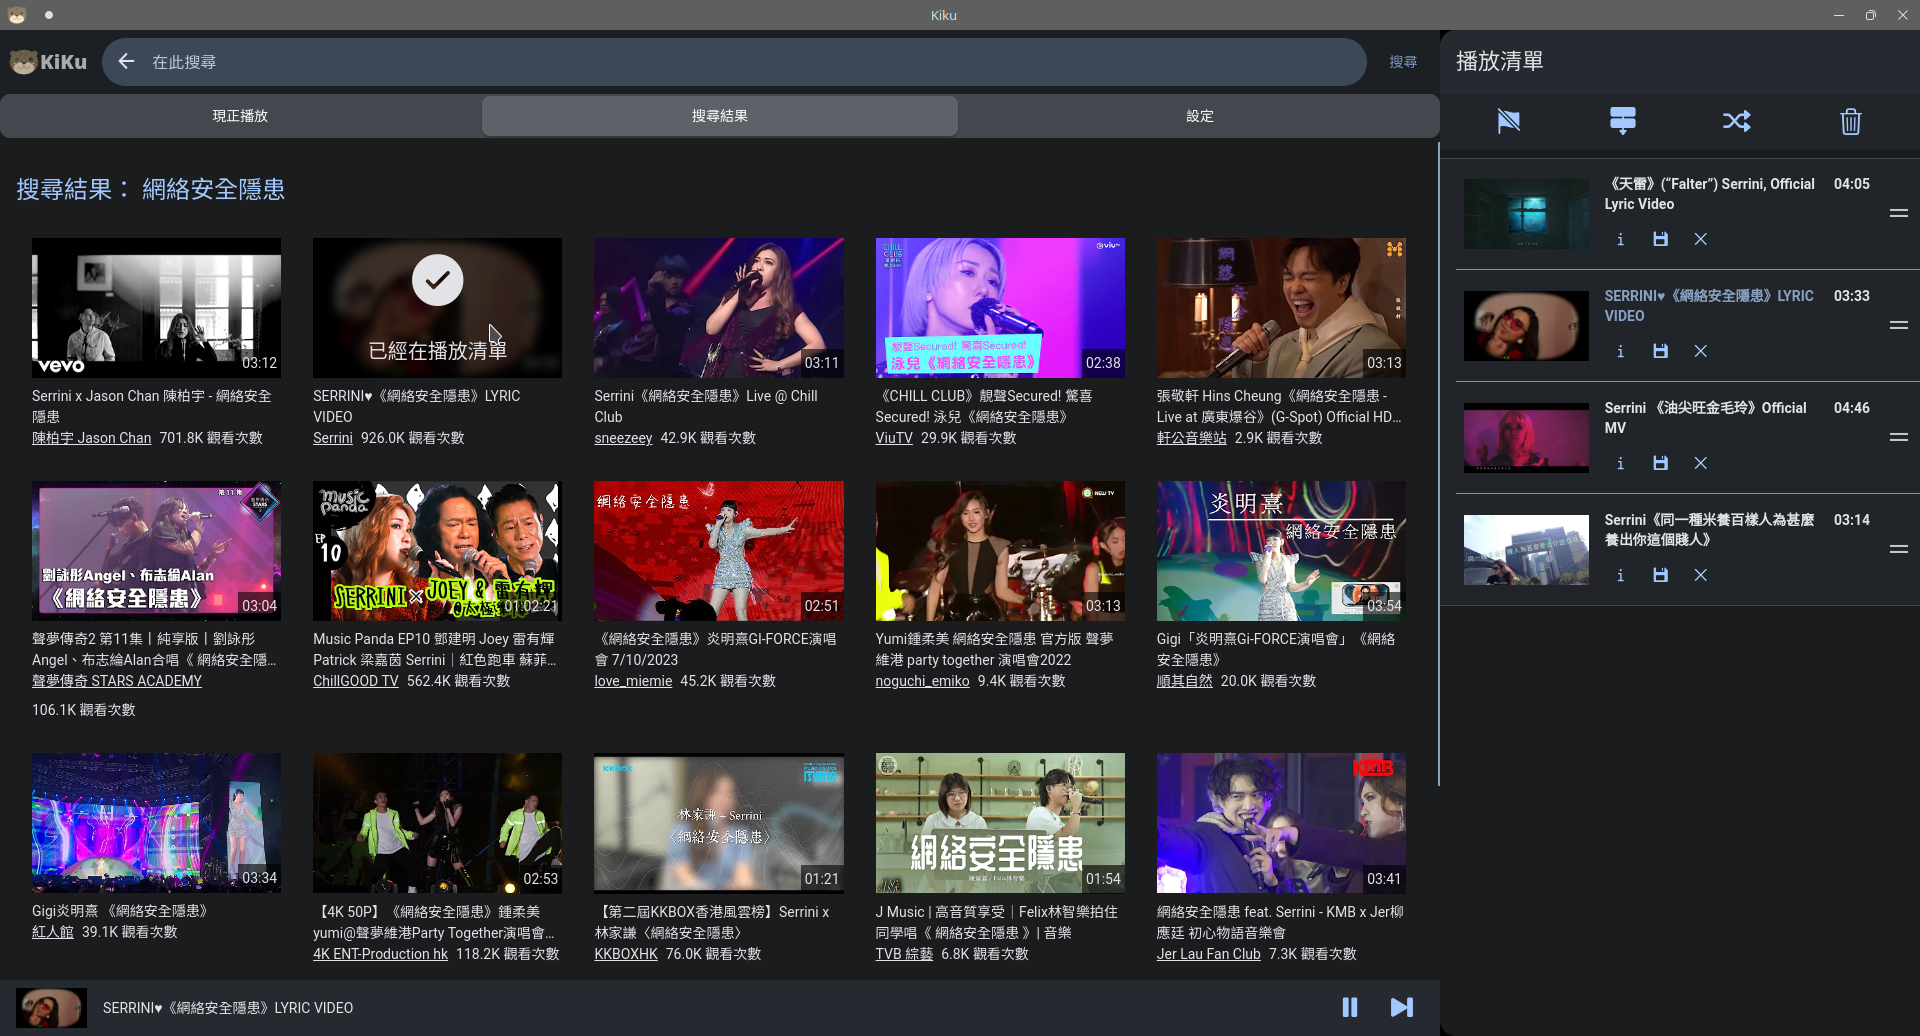 Kiku
KiKu
在此搜尋
搜尋
現正播放
搜尋結果
設定
搜尋結果： 網絡安全隱患
vevo
03:12
Serrini x Jason Chan 陳柏宇 - 網絡安全
隱患
陳柏宇 Jason Chan 701.8K 觀看次數
已經在播放清單
SERRINI♥《網絡安全隱患》LYRIC
VIDEO
Serrini 926.0K 觀看次數
03:11
Serrini《網絡安全隱患》Live @ Chill
Club
sneezeey 42.9K 觀看次數
CHILL
CLUB
viu
靚聲Secured! 驚喜Secured!
泳兒《網絡安全隱患》
02:38
《CHILL CLUB》靚聲Secured! 驚喜
Secured! 泳兒《網絡安全隱患》
ViuTV 29.9K 觀看次數
03:13
張敬軒 Hins Cheung《網絡安全隱患 -
Live at 廣東爆谷》(G-Spot) Official HD...
軒公音樂站 2.9K 觀看次數
第11集
劉詠彤Angel、布志綸Alan
《網絡安全隱患》
03:04
聲夢傳奇2 第11集丨純享版丨劉詠彤
Angel、布志綸Alan合唱《 網絡安全隱...
聲夢傳奇 STARS ACADEMY
106.1K 觀看次數
music
panda
EP
10
SERRINI x JOEY & 雷有輝
01:02:21
Music Panda EP10 鄧建明 Joey 雷有輝
Patrick 梁嘉茵 Serrini｜紅色跑車 蘇菲...
ChillGOOD TV 562.4K 觀看次數
網絡安全隱患
02:51
《網絡安全隱患》炎明熹GI-FORCE演唱
會 7/10/2023
love_miemie 45.2K 觀看次數
NEW TV
03:13
Yumi鍾柔美 網絡安全隱患 官方版 聲夢
維港 party together 演唱會2022
noguchi_emiko 9.4K 觀看次數
炎明熹
網絡安全隱患
03:54
Gigi「炎明熹Gi-FORCE演唱會」《網絡
安全隱患》
順其自然 20.0K 觀看次數
03:34
Gigi炎明熹 《網絡安全隱患》
紅人館 39.1K 觀看次數
02:53
【4K 50P】《網絡安全隱患》鍾柔美
yumi@聲夢維港Party Together演唱會...
4K ENT-Production hk 118.2K 觀看次數
KKBOX
林家謙 + Serrini
〈網絡安全隱患〉
01:21
【第二屆KKBOX香港風雲榜】Serrini x
林家謙〈網絡安全隱患〉
KKBOXHK 76.0K 觀看次數
網絡安全隱患
01:54
J Music | 高音質享受｜Felix林智樂拍住
同學唱《 網絡安全隱患 》| 音樂
TVB 綜藝 6.8K 觀看次數
KMB
03:41
網絡安全隱患 feat. Serrini - KMB x Jer柳
應廷 初心物語音樂會
Jer Lau Fan Club 7.3K 觀看次數
SERRINI♥《網絡安全隱患》LYRIC VIDEO
播放清單
《天雷》(“Falter”) Serrini, Official
Lyric Video
04:05
SERRINI♥《網絡安全隱患》LYRIC
VIDEO
03:33
Serrini 《油尖旺金毛玲》Official
MV
04:46
Serrini《同一種米養百樣人為甚麼
養出你這個賤人》
03:14